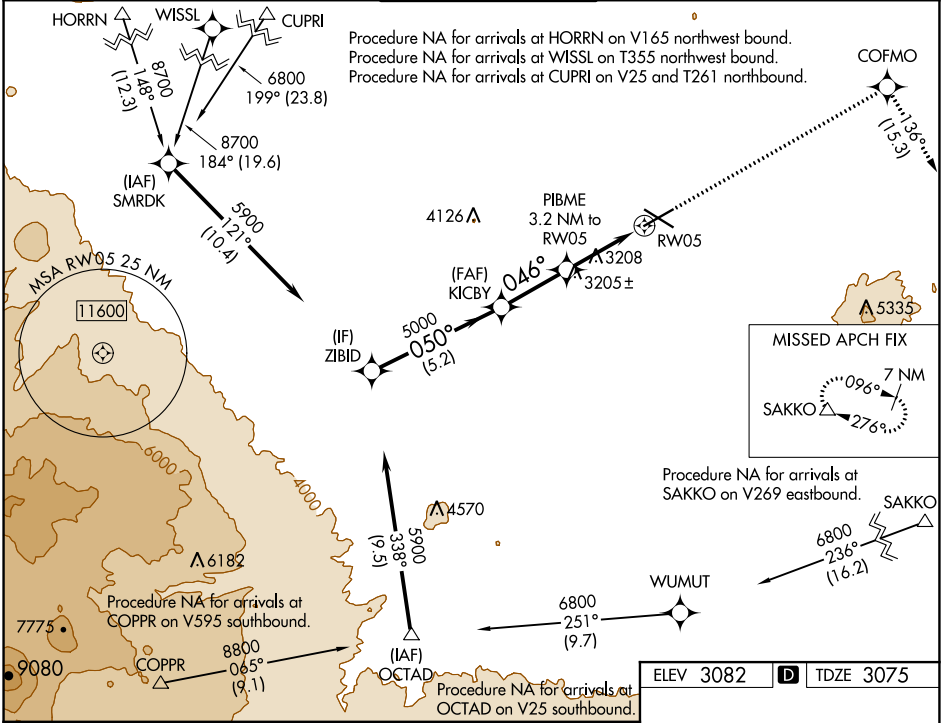 HORRN
WISSL
CUPRI
Procedure NA for arrivals at HORRN on V165 northwest bound.
Procedure NA for arrivals at WISSL on T355 northwest bound.
Procedure NA for arrivals at CUPRI on V25 and T261 northbound.
COFMO
8700
148°
(12.3)
6800
199° (23.8)
8700
184° (19.6)
136°
(15.3)
(IAF)
SMRDK
5900
121°
(10.4)
4126
PIBME
3.2 NM to
RW05
RW05
3208
3205±
(FAF)
KICBY
046°
MSA RW05 25 NM
11600
5335
(IF)
ZIBID
5000
050°
(5.2)
MISSED APCH FIX
7 NM
096°
SAKKO
276°
6000
4000
Procedure NA for arrivals at
SAKKO on V269 eastbound.
SAKKO
4570
5900
338°
(9.5)
6800
236°
(16.2)
6182
WUMUT
Procedure NA for arrivals at
COPPR on V595 southbound.
6800
251°
(9.7)
7775
9080
COPPR
8800
065°
(9.1)
(IAF)
OCTAD
Procedure NA for arrivals at
OCTAD on V25 southbound.
ELEV 3082 D TDZE 3075